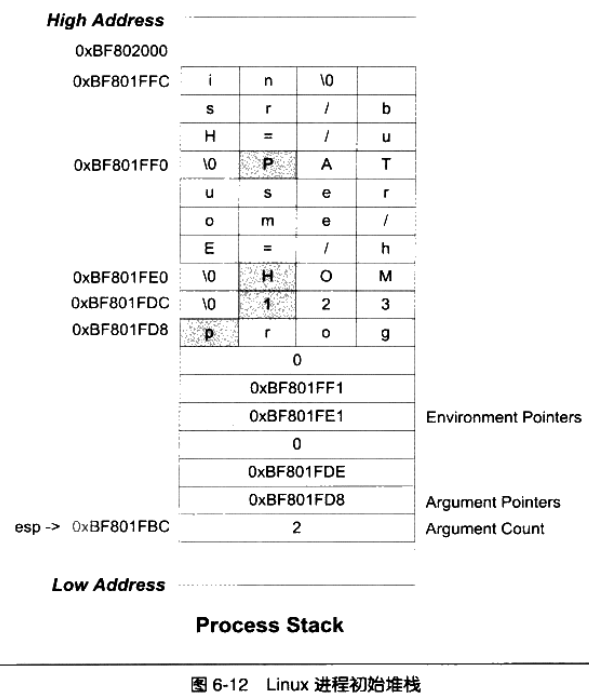 High Address
0xBF802000
0xBF801FFC i n \0
s r / b
H = / u
0xBF801FF0 \0 P A T
u s e r
o m e /
E = / h
0xBF801FE0 \0 H O M
0xBF801FDC \0 1 2 3
0xBF801FD8 p r o g
0
0xBF801FF1
0xBF801FE1 Environment Pointers
0
0xBF801FDE
0xBF801FD8 Argument Pointers
esp -> 0xBF801FBC 2 Argument Count
Low Address
Process Stack
图 6-12 Linux 进程初始堆栈